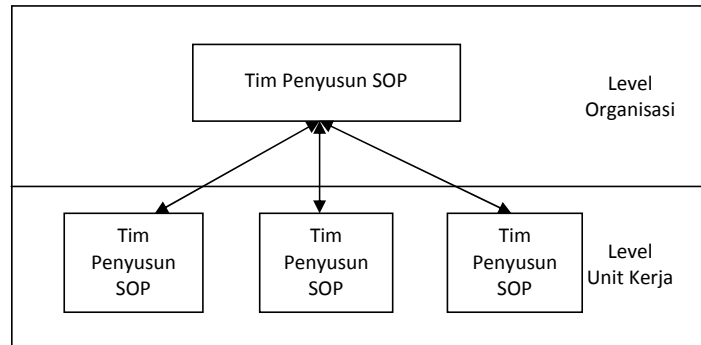 Tim Penyusun SOP
Level
Organisasi
Tim
Penyusun
SOP
Tim
Penyusun
SOP
Tim
Penyusun
SOP
Level
Unit Kerja